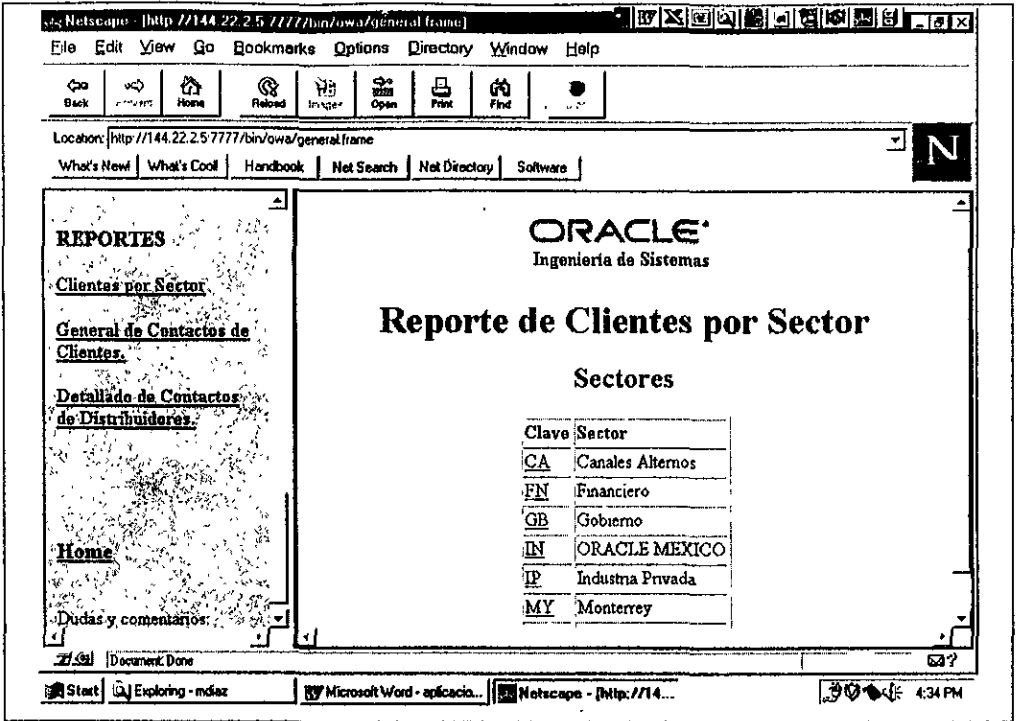 Netscape - [http //144.22.2.5 7777/bin/owa/general frame]
File Edit View Go Bookmarks Options Directory Window Help
Back Home Reload Images Open Print Find
Location: http://144.22.2.5:7777/bin/owa/general.frame
What's New! What's Cool! Handbook Net Search Net Directory Software
N
REPORTES
Clientes por Sector
General de Contactos de
Clientes.
Detallado de Contactos
de Distribuidores.
Home
Dudas y comentarios:
ORACLE
Ingeniería de Sistemas
Reporte de Clientes por Sector
Sectores
Clave Sector
CA Canales Alternos
FN Financiero
GB Gobierno
IN ORACLE MEXICO
IP Industria Privada
MY Monterrey
Document: Done
Start Exploring - mdiaz Microsoft Word - aplicacio... Netscape - [http://14... 4:34 PM